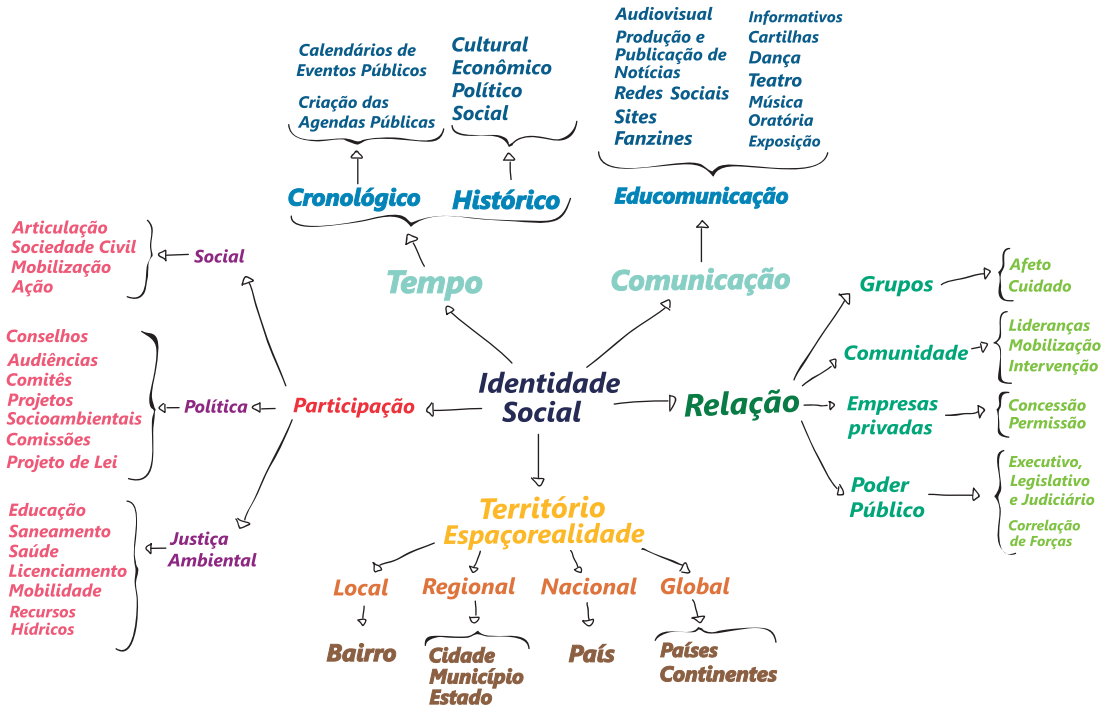 Calendários de
Eventos Públicos
Criação das
Agendas Públicas
Cultural
Econômico
Político
Social
Audiovisual
Produção e
Publicação de
Notícias
Redes Sociais
Sites
Fanzines
Informativos
Cartilhas
Dança
Teatro
Música
Oratória
Exposição
Cronológico
Histórico
Educomunicação
Tempo
Comunicação
Articulação
Sociedade Civil
Mobilização
Ação
Social
Conselhos
Audiências
Comitês
Projetos
Socioambientais
Comissões
Projeto de Lei
Política
Participação
Educação
Saneamento
Saúde
Licenciamento
Mobilidade
Recursos
Hídricos
Justiça
Ambiental
Identidade
Social
Relação
Grupos
Afeto
Cuidado
Comunidade
Lideranças
Mobilização
Intervenção
Empresas
privadas
Concessão
Permissão
Poder
Público
Executivo,
Legislativo
e Judiciário
Correlação
de Forças
Território
Espaçorealidade
Local
Regional
Nacional
Global
Bairro
Cidade
Município
Estado
País
Países
Continentes